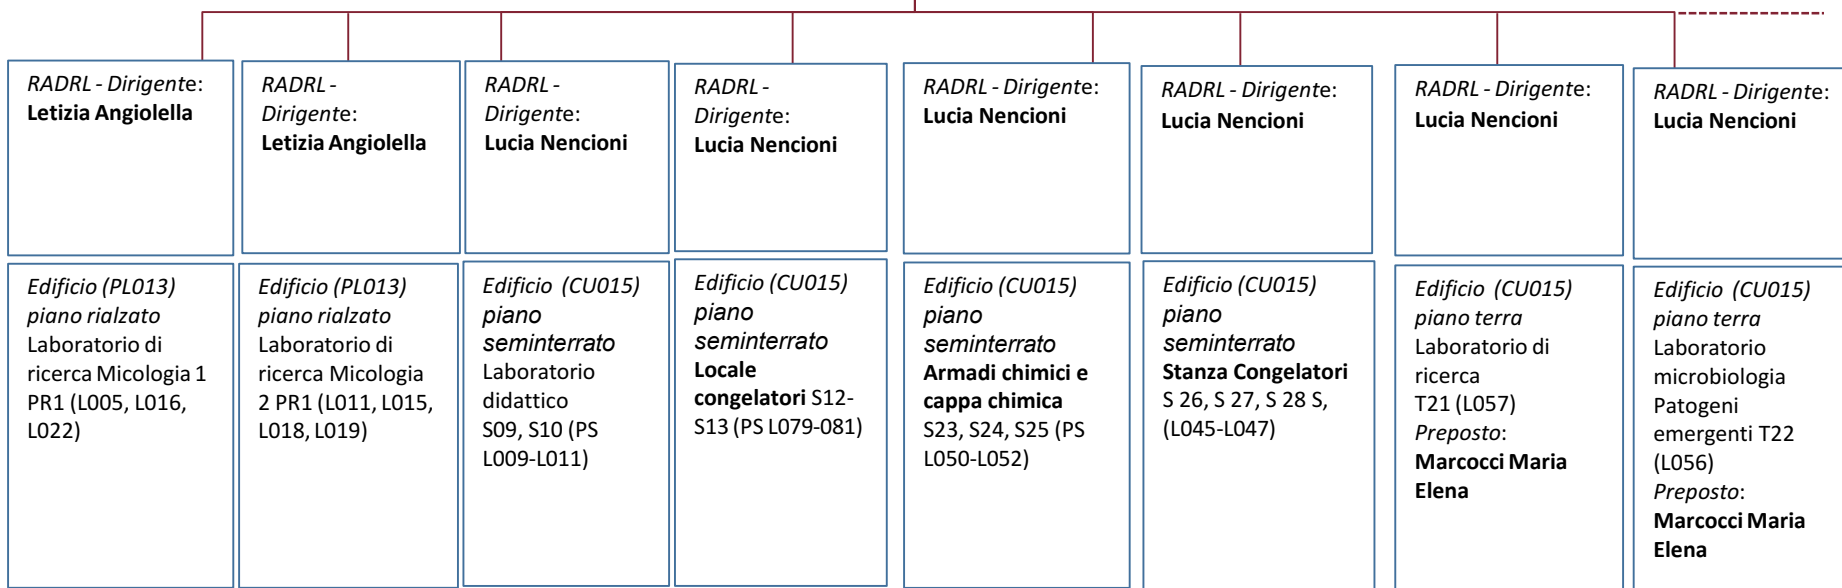 RADRL - Dirigente:
Letizia Angiolella
RADRL -
Dirigente:
Letizia Angiolella
RADRL -
Dirigente:
Lucia Nencioni
RADRL -
Dirigente:
Lucia Nencioni
RADRL - Dirigente:
Lucia Nencioni
RADRL - Dirigente:
Lucia Nencioni
RADRL - Dirigente:
Lucia Nencioni
RADRL - Dirigente:
Lucia Nencioni
Edificio (PL013)
piano rialzato
Laboratorio di
ricerca Micologia 1
PR1 (L005, L016,
L022)
Edificio (PL013)
piano rialzato
Laboratorio di
ricerca Micologia
2 PR1 (L011, L015,
L018, L019)
Edificio (CU015)
piano
seminterrato
Laboratorio
didattico
S09, S10 (PS
L009-L011)
Edificio (CU015)
piano
seminterrato
Locale
congelatori S12-
S13 (PS L079-081)
Edificio (CU015)
piano
seminterrato
Armadi chimici e
cappa chimica
S23, S24, S25 (PS
L050-L052)
Edificio (CU015)
piano
seminterrato
Stanza Congelatori
S 26, S 27, S 28 S,
(L045-L047)
Edificio (CU015)
piano terra
Laboratorio di
ricerca
T21 (L057)
Preposto:
Marcocci Maria
Elena
Edificio (CU015)
piano terra
Laboratorio
microbiologia
Patogeni
emergenti T22
(L056)
Preposto:
Marcocci Maria
Elena